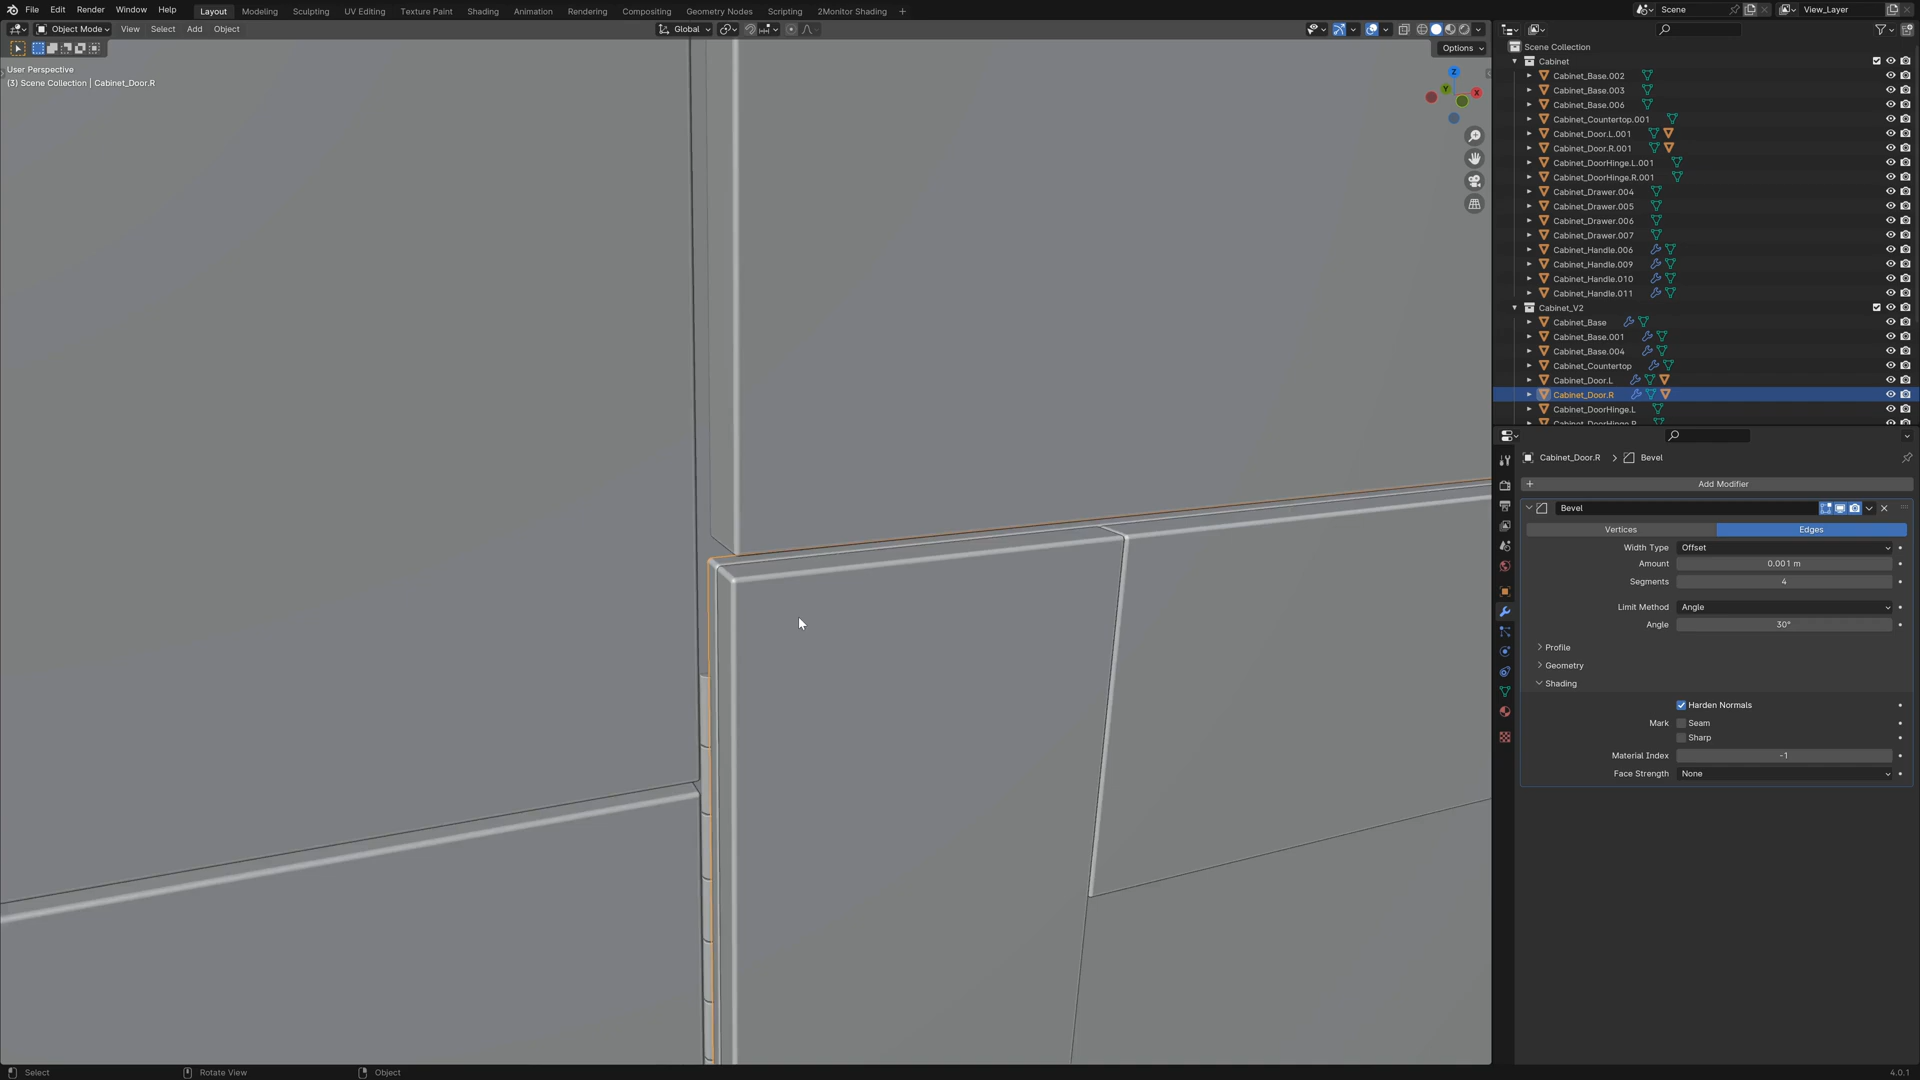 File Edit Render Window Help Layout Modeling Sculpting UV Editing Texture Paint Shading Animation Rendering Compositing Geometry Nodes Scripting 2Monitor Shading + Scene View_Layer
Object Mode View Select Add Object Global
Options
User Perspective
(3) Scene Collection | Cabinet_Door.R
Z
Y
X
Scene Collection
Cabinet
Cabinet_Base.002
Cabinet_Base.003
Cabinet_Base.006
Cabinet_Countertop.001
Cabinet_Door.L.001
Cabinet_Door.R.001
Cabinet_DoorHinge.L.001
Cabinet_DoorHinge.R.001
Cabinet_Drawer.004
Cabinet_Drawer.005
Cabinet_Drawer.006
Cabinet_Drawer.007
Cabinet_Handle.006
Cabinet_Handle.009
Cabinet_Handle.010
Cabinet_Handle.011
Cabinet_V2
Cabinet_Base
Cabinet_Base.001
Cabinet_Base.004
Cabinet_Countertop
Cabinet_Door.L
Cabinet_Door.R
Cabinet_DoorHinge.L
Cabinet_DoorHinge.R
Cabinet_Door.R > Bevel
+ Add Modifier
Bevel
Vertices Edges
Width Type Offset
Amount 0.001 m
Segments 4
Limit Method Angle
Angle 30°
Profile
Geometry
Shading
Harden Normals
Mark Seam
Sharp
Material Index -1
Face Strength None
Select Rotate View Object 4.0.1